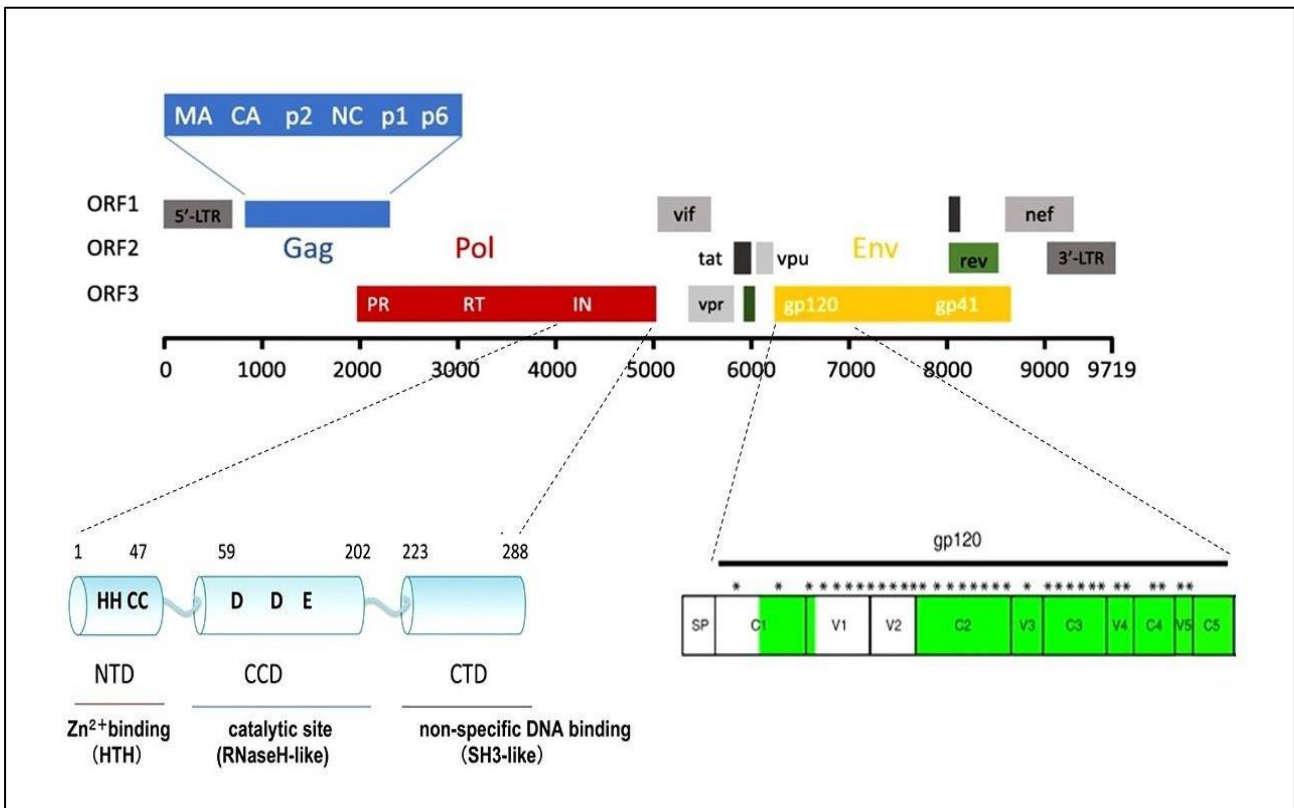 MA CA p2 NC p1 p6
ORF1 5'-LTR vif nef
ORF2 Gag Pol tat vpu Env rev 3'-LTR
ORF3 PR RT IN vpr gp120 gp41
0 1000 2000 3000 4000 5000 6000 7000 8000 9000 9719
1 47 59 202 223 288
HH CC D D E
NTD CCD CTD
Zn²⁺binding catalytic site non-specific DNA binding
(HTH) (RNaseH-like) (SH3-like)
gp120
* * * * * * * * * * * * * * * * * * * * * * * * * * * * * * * * *
SP C1 V1 V2 C2 V3 C3 V4 C4 V5 C5